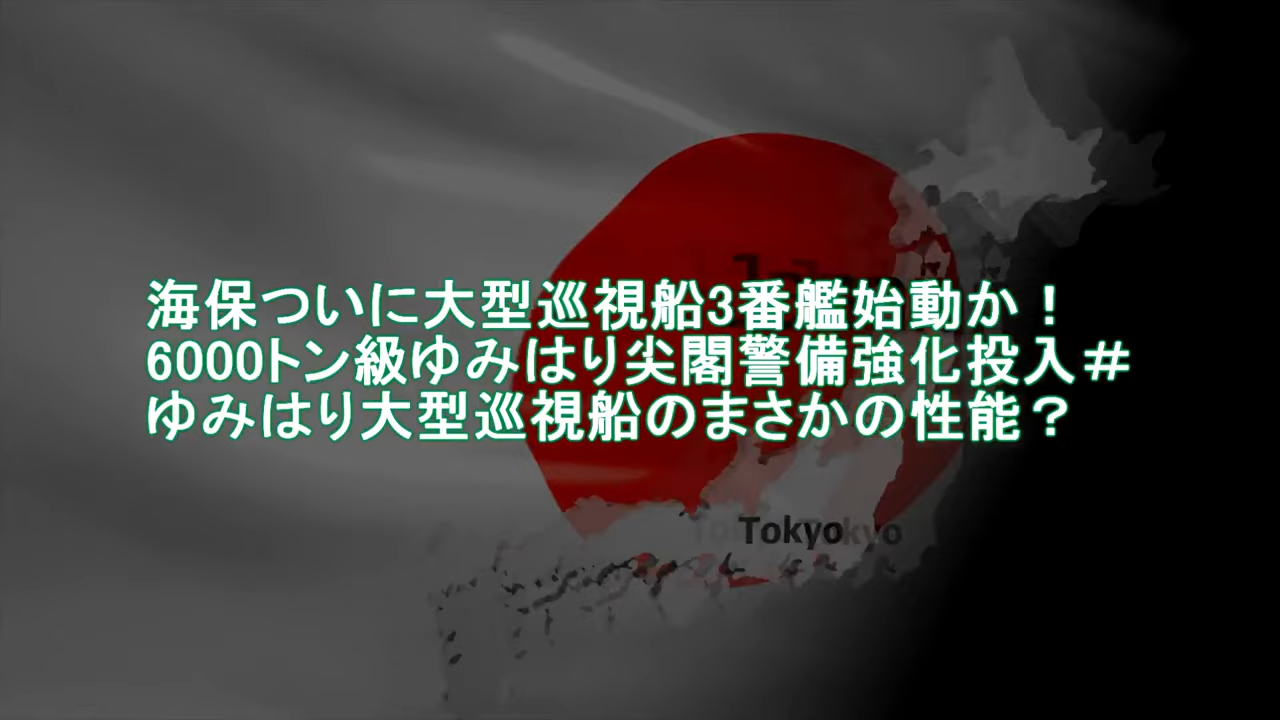 海保ついに大型巡視船3番艦始動か！
6000トン級ゆみはり尖閣警備強化投入＃
ゆみはり大型巡視船のまさかの性能？
Tokyo